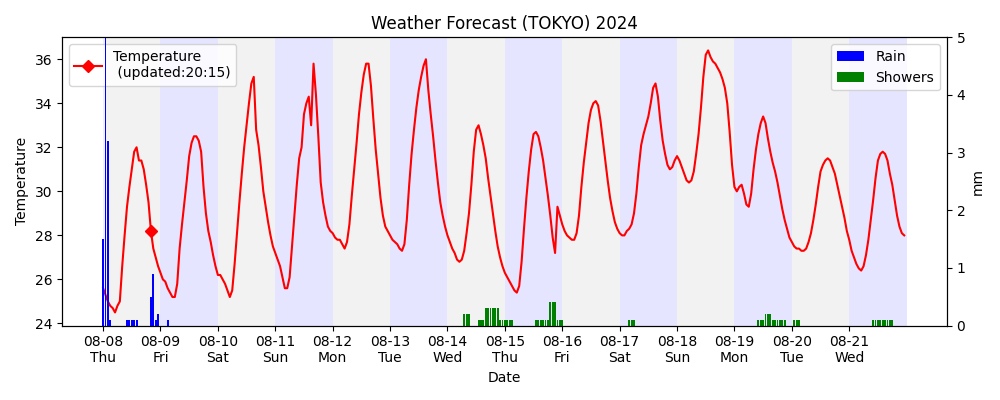 Weather Forecast (TOKYO) 2024
Temperature
(updated:20:15)
Rain
Showers
Temperature
36
34
32
30
28
26
24
5
4
3
2
1
0
mm
08-08 08-09 08-10 08-11 08-12 08-13 08-14 08-15 08-16 08-17 08-18 08-19 08-20 08-21
Thu Fri Sat Sun Mon Tue Wed Thu Fri Sat Sun Mon Tue Wed
Date